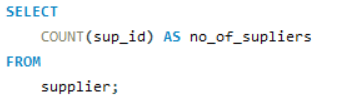 SELECT
COUNT(sup_id) AS no_of_supliers
FROM
supplier;